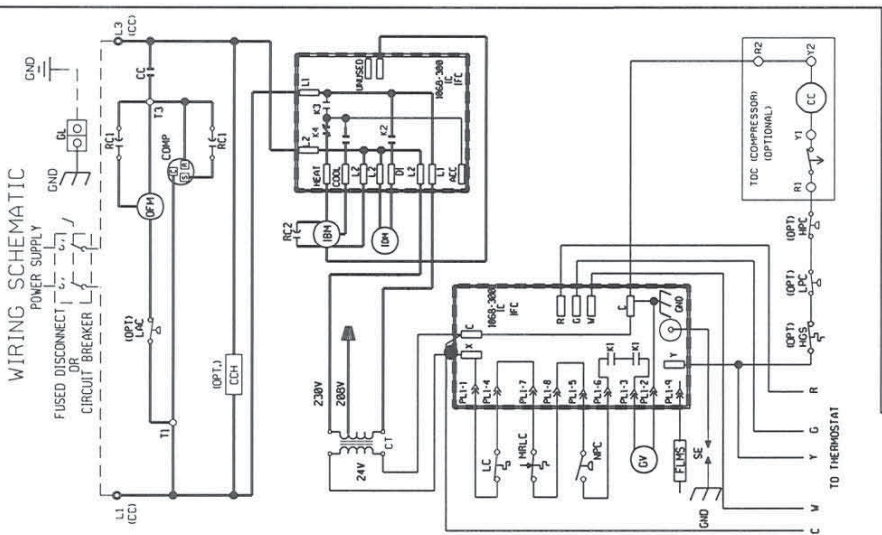 WIRING SCHEMATIC
POWER SUPPLY
FUSED DISCONNECT
OR
CIRCUIT BREAKER
GND
GL
GND
L1
(CC)
L3
(CC)
CC
RC1
T3
OFM
COMP
C
S
R
RC1
(OPT)
LAC
T1
(OPT.)
CCH
L1
L2
UNUSED
K4
K3
K2
1068-300
IC
IFC
HEAT
COOL
L2
L2
DI
L2
L1
ACC
RC2
IBM
IDM
230V
208V
24V
CT
X
C
1068-300
IC
IFC
R
G
W
C
GND
Y
K1
K1
PL1-1
PL1-4
PL1-7
PL1-8
PL1-5
PL1-6
PL1-3
PL1-2
PL1-9
LC
MRLC
NPC
GV
FLMS
SE
GND
R2
Y2
CC
Y1
R1
TDC (COMPRESSOR)
(OPTIONAL)
(OPT)
HPC
(OPT)
LPC
(OPT)
HGS
C
W
Y
G
R
TO THERMOSTAT